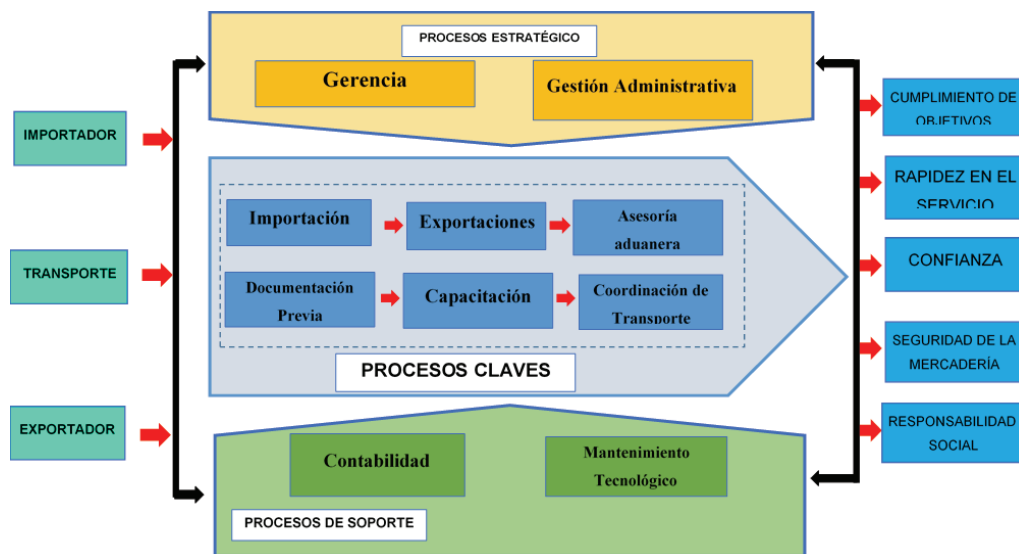 PROCESOS ESTRATÉGICO
Gerencia
Gestión Administrativa
IMPORTADOR
TRANSPORTE
EXPORTADOR
Importación
Exportaciones
Asesoría
aduanera
Documentación
Previa
Capacitación
Coordinación de
Transporte
PROCESOS CLAVES
Contabilidad
Mantenimiento
Tecnológico
PROCESOS DE SOPORTE
CUMPLIMIENTO DE
OBJETIVOS
RAPIDEZ EN EL
SERVICIO
CONFIANZA
SEGURIDAD DE LA
MERCADERÍA
RESPONSABILIDAD
SOCIAL